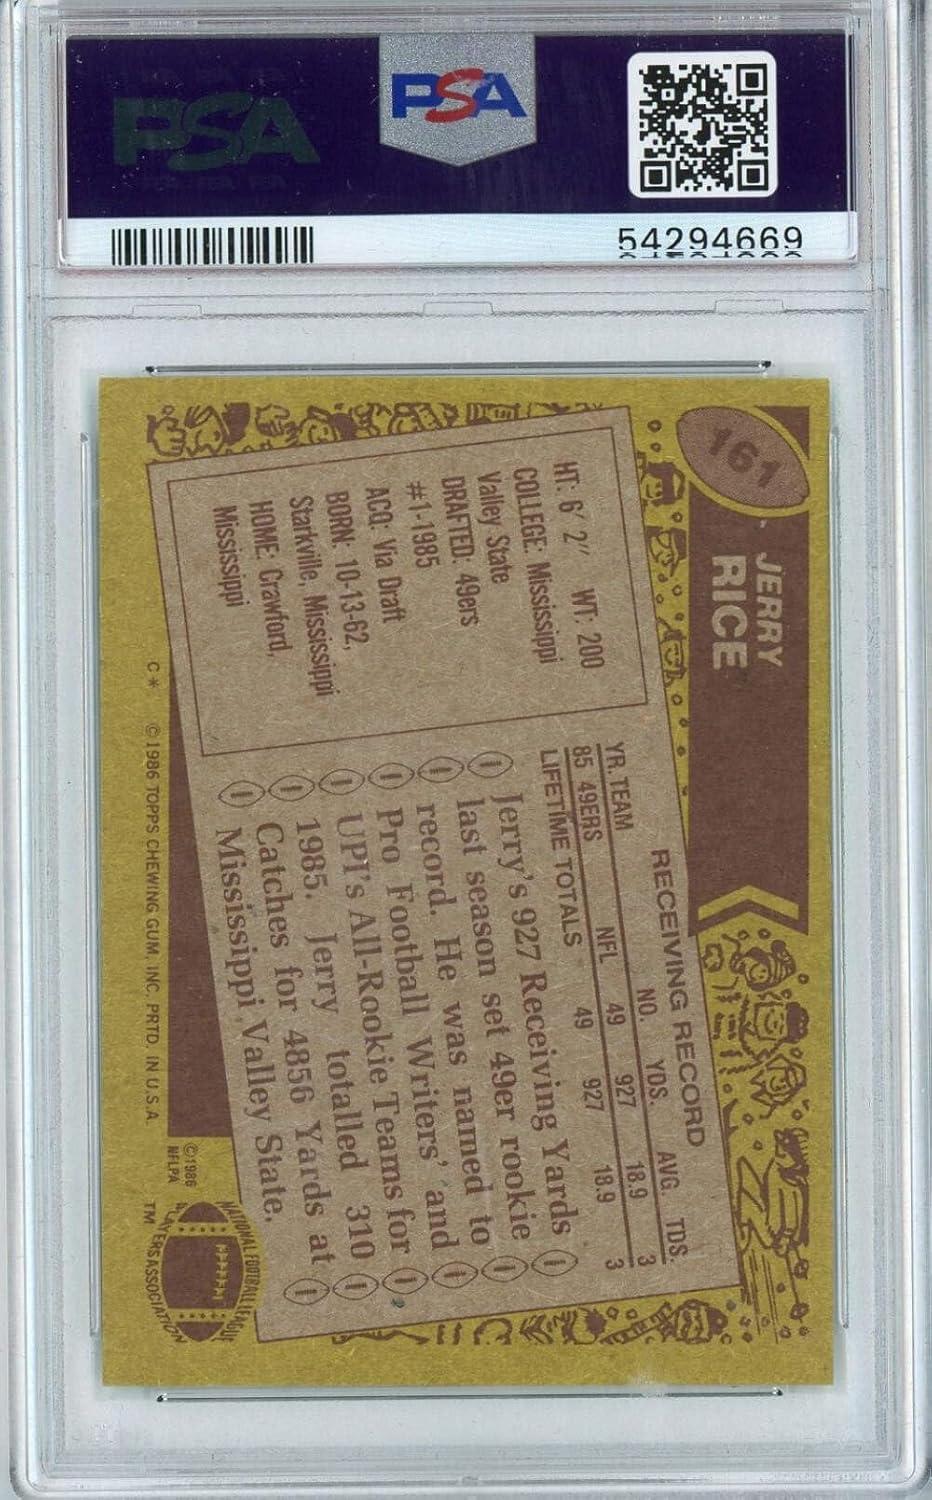 PSA
PSA
54294669
161
JERRY
RICE
HT: 6' 2" WT: 200
COLLEGE: Mississippi
Valley State
DRAFTED: 49ers
#1-1985
ACQ: Via Draft
BORN: 10-13-62,
Starkville, Mississippi
HOME: Crawford,
Mississippi
RECEIVING RECORD
YR. TEAM NO. YDS. AVG. TDS.
85 49ERS NFL 49 927 18.9 3
LIFETIME TOTALS 49 927 18.9 3
Jerry's 927 Receiving Yards
last season set 49er rookie
record. He was named to
Pro Football Writers' and
UPI's All-Rookie Teams for
1985. Jerry totalled 310
Catches for 4856 Yards at
Mississippi Valley State.
C* ©1986 TOPPS CHEWING GUM, INC. PRTD. IN U.S.A.
©1986
NFLPA
NATIONAL FOOTBALL LEAGUE
PLAYERS ASSOCIATION
TM